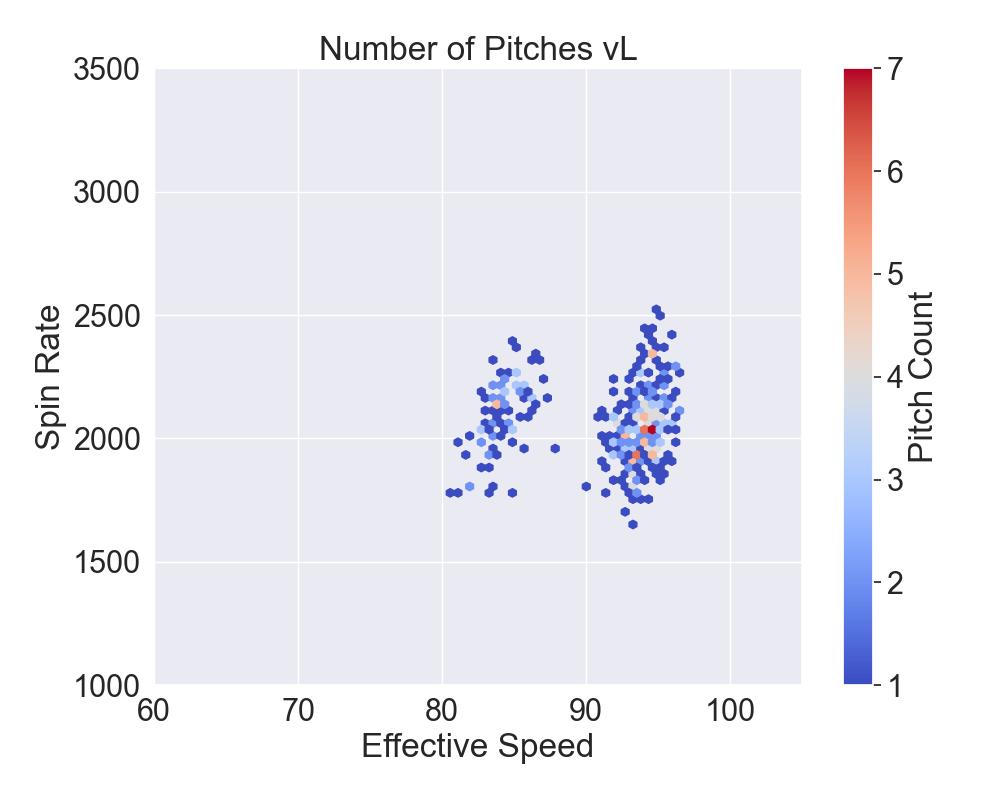 Number of Pitches vL
3500
3000
2500
2000
1500
1000
Spin Rate
60 70 80 90 100
Effective Speed
7
6
5
4
3
2
1
Pitch Count